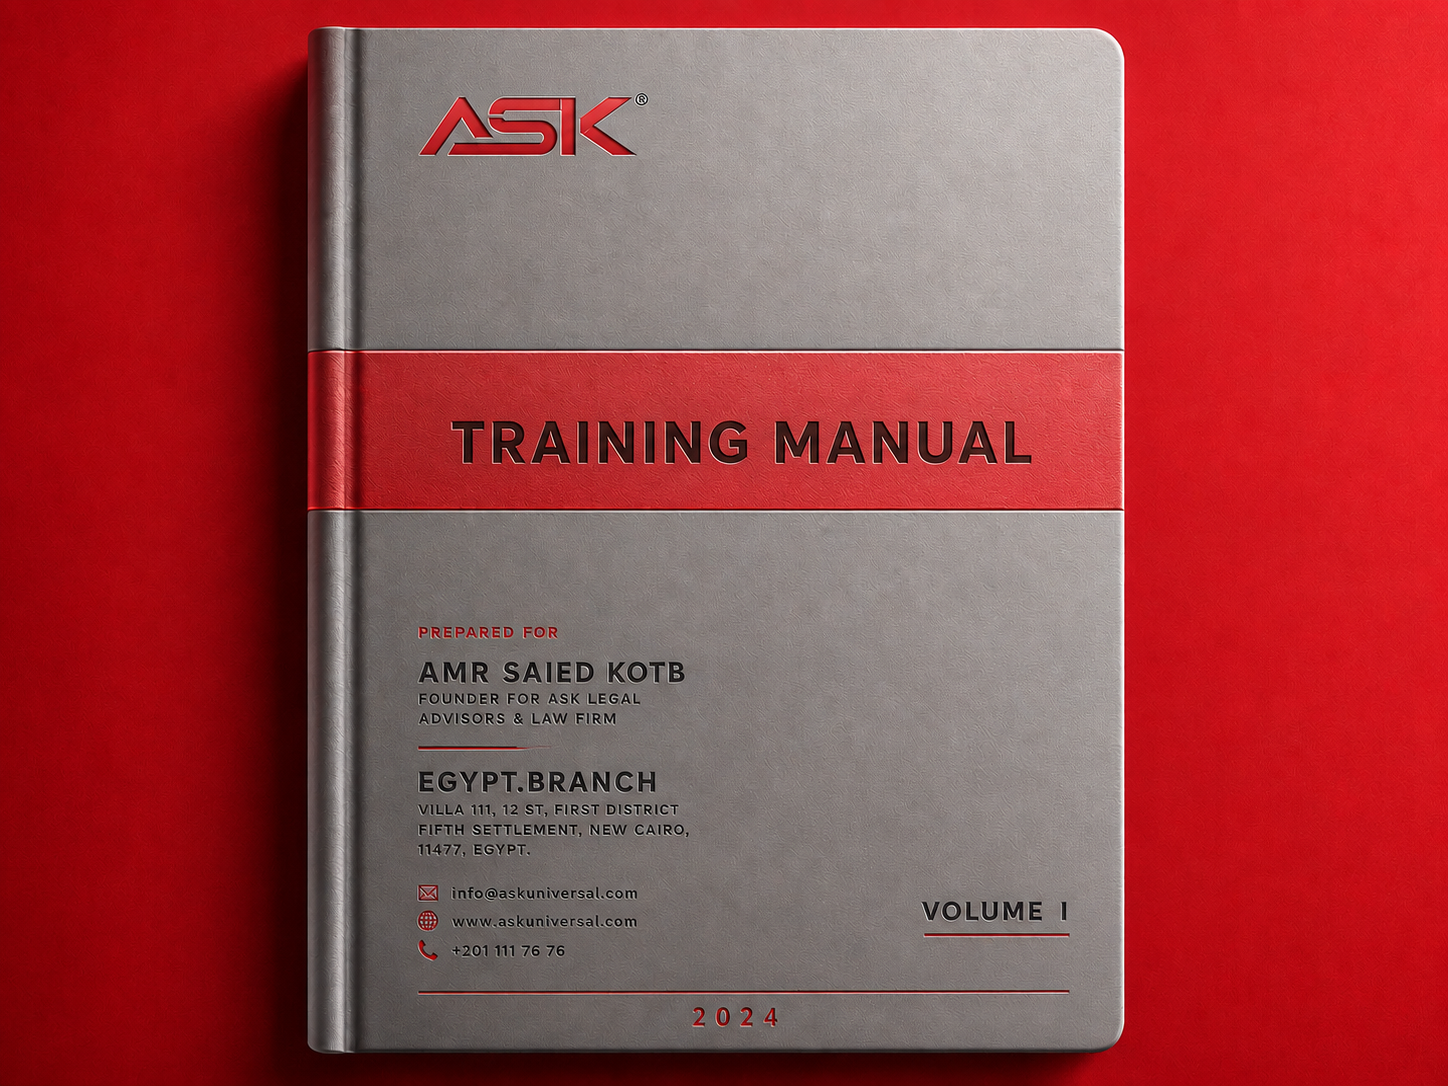 ASK®
TRAINING MANUAL
PREPARED FOR
AMR SAIED KOTB
FOUNDER FOR ASK LEGAL
ADVISORS & LAW FIRM
EGYPT.BRANCH
VILLA 111, 12 ST, FIRST DISTRICT
FIFTH SETTLEMENT, NEW CAIRO,
11477, EGYPT.
info@askuniversal.com
www.askuniversal.com
+201 111 76 76
VOLUME I
2024